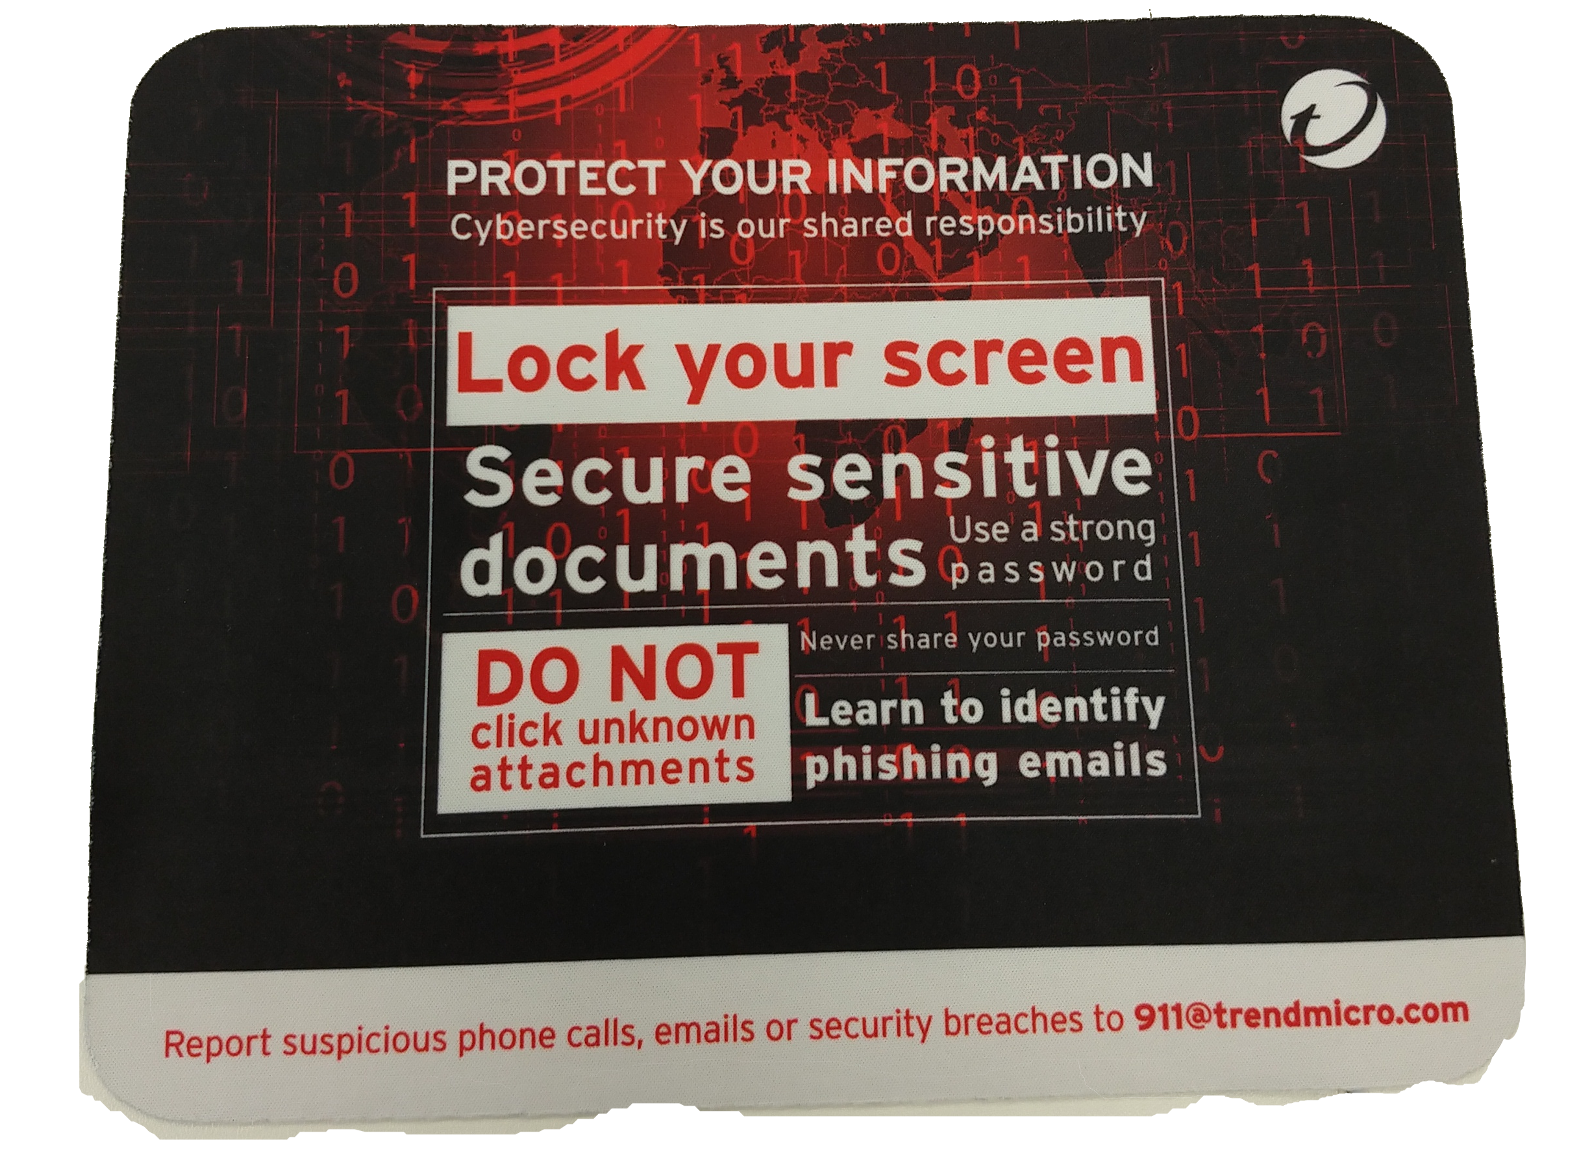 PROTECT YOUR INFORMATION
Cybersecurity is our shared responsibility
Lock your screen
Secure sensitive
documents
Use a strong
password
DO NOT
click unknown
attachments
Never share your password
Learn to identify
phishing emails
Report suspicious phone calls, emails or security breaches to 911@trendmicro.com